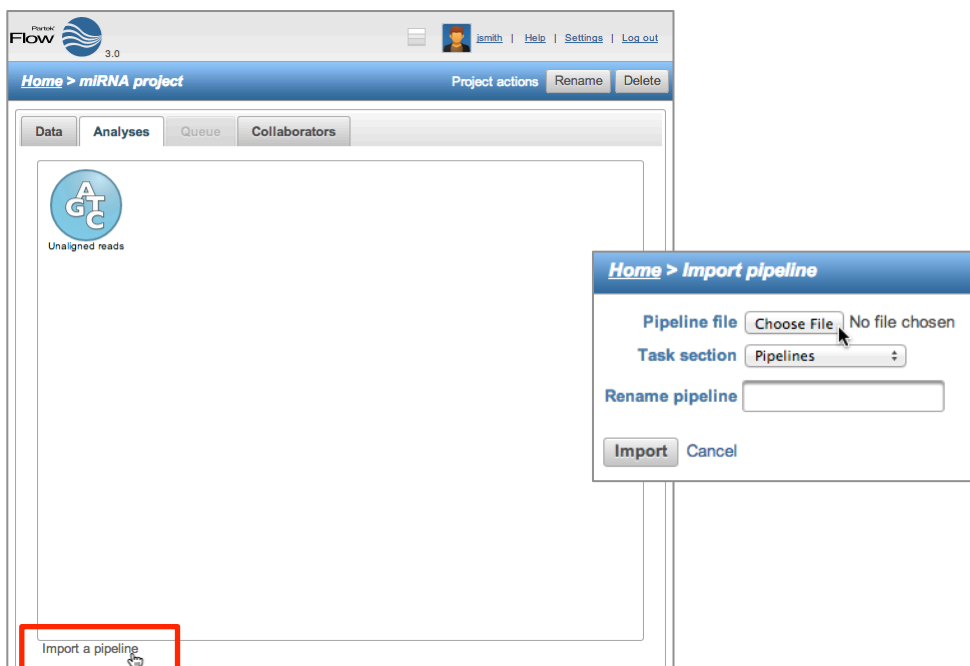 Partek
Flow 3.0
jsmith | Help | Settings | Log out
Home > miRNA project
Project actions Rename Delete
Data Analyses Queue Collaborators
A
G T
C
Unaligned reads
Home > Import pipeline
Pipeline file Choose File No file chosen
Task section Pipelines
Rename pipeline
Import Cancel
Import a pipeline